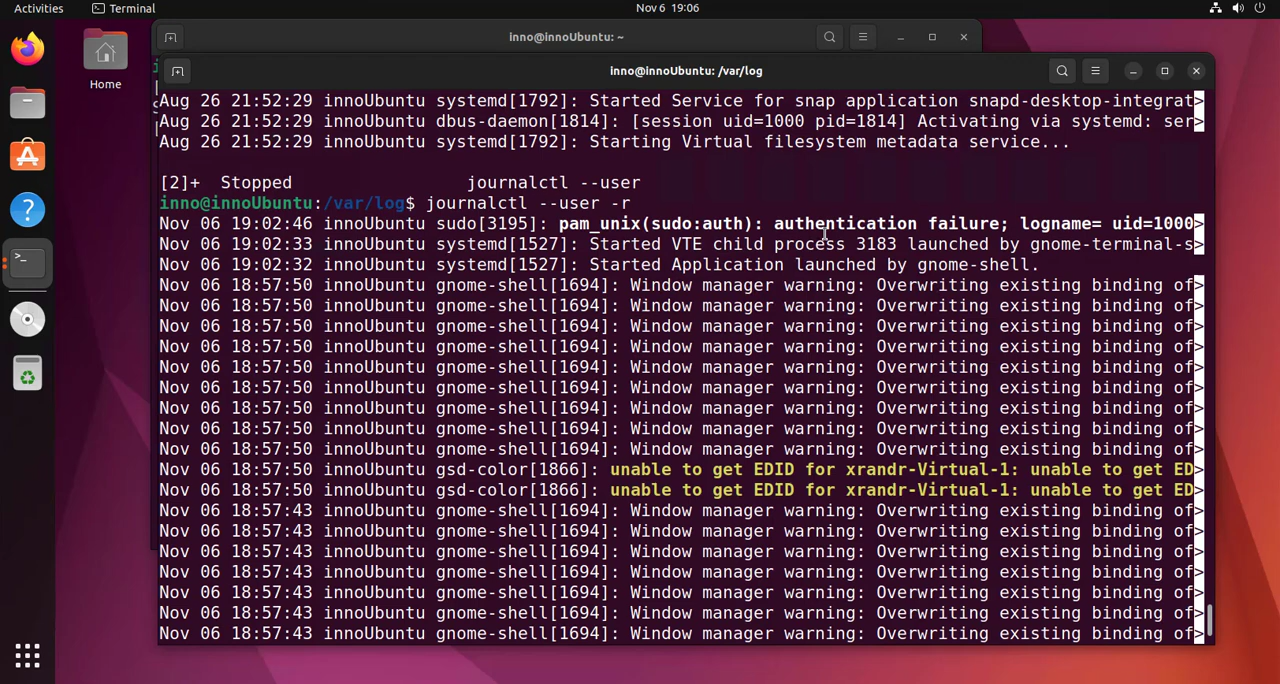 Activities Terminal Nov 6 19:06
inno@innoUbuntu: ~
Home
inno@innoUbuntu: /var/log
Aug 26 21:52:29 innoUbuntu systemd[1792]: Started Service for snap application snapd-desktop-integrat>
Aug 26 21:52:29 innoUbuntu dbus-daemon[1814]: [session uid=1000 pid=1814] Activating via systemd: ser>
Aug 26 21:52:29 innoUbuntu systemd[1792]: Starting Virtual filesystem metadata service...
[2]+ Stopped journalctl --user
inno@innoUbuntu:/var/log$ journalctl --user -r
Nov 06 19:02:46 innoUbuntu sudo[3195]: pam_unix(sudo:auth): authentication failure; logname= uid=1000>
Nov 06 19:02:33 innoUbuntu systemd[1527]: Started VTE child process 3183 launched by gnome-terminal-s>
Nov 06 19:02:32 innoUbuntu systemd[1527]: Started Application launched by gnome-shell.
Nov 06 18:57:50 innoUbuntu gnome-shell[1694]: Window manager warning: Overwriting existing binding of>
Nov 06 18:57:50 innoUbuntu gnome-shell[1694]: Window manager warning: Overwriting existing binding of>
Nov 06 18:57:50 innoUbuntu gnome-shell[1694]: Window manager warning: Overwriting existing binding of>
Nov 06 18:57:50 innoUbuntu gnome-shell[1694]: Window manager warning: Overwriting existing binding of>
Nov 06 18:57:50 innoUbuntu gnome-shell[1694]: Window manager warning: Overwriting existing binding of>
Nov 06 18:57:50 innoUbuntu gnome-shell[1694]: Window manager warning: Overwriting existing binding of>
Nov 06 18:57:50 innoUbuntu gnome-shell[1694]: Window manager warning: Overwriting existing binding of>
Nov 06 18:57:50 innoUbuntu gnome-shell[1694]: Window manager warning: Overwriting existing binding of>
Nov 06 18:57:50 innoUbuntu gnome-shell[1694]: Window manager warning: Overwriting existing binding of>
Nov 06 18:57:50 innoUbuntu gsd-color[1866]: unable to get EDID for xrandr-Virtual-1: unable to get ED>
Nov 06 18:57:50 innoUbuntu gsd-color[1866]: unable to get EDID for xrandr-Virtual-1: unable to get ED>
Nov 06 18:57:43 innoUbuntu gnome-shell[1694]: Window manager warning: Overwriting existing binding of>
Nov 06 18:57:43 innoUbuntu gnome-shell[1694]: Window manager warning: Overwriting existing binding of>
Nov 06 18:57:43 innoUbuntu gnome-shell[1694]: Window manager warning: Overwriting existing binding of>
Nov 06 18:57:43 innoUbuntu gnome-shell[1694]: Window manager warning: Overwriting existing binding of>
Nov 06 18:57:43 innoUbuntu gnome-shell[1694]: Window manager warning: Overwriting existing binding of>
Nov 06 18:57:43 innoUbuntu gnome-shell[1694]: Window manager warning: Overwriting existing binding of>
Nov 06 18:57:43 innoUbuntu gnome-shell[1694]: Window manager warning: Overwriting existing binding of>